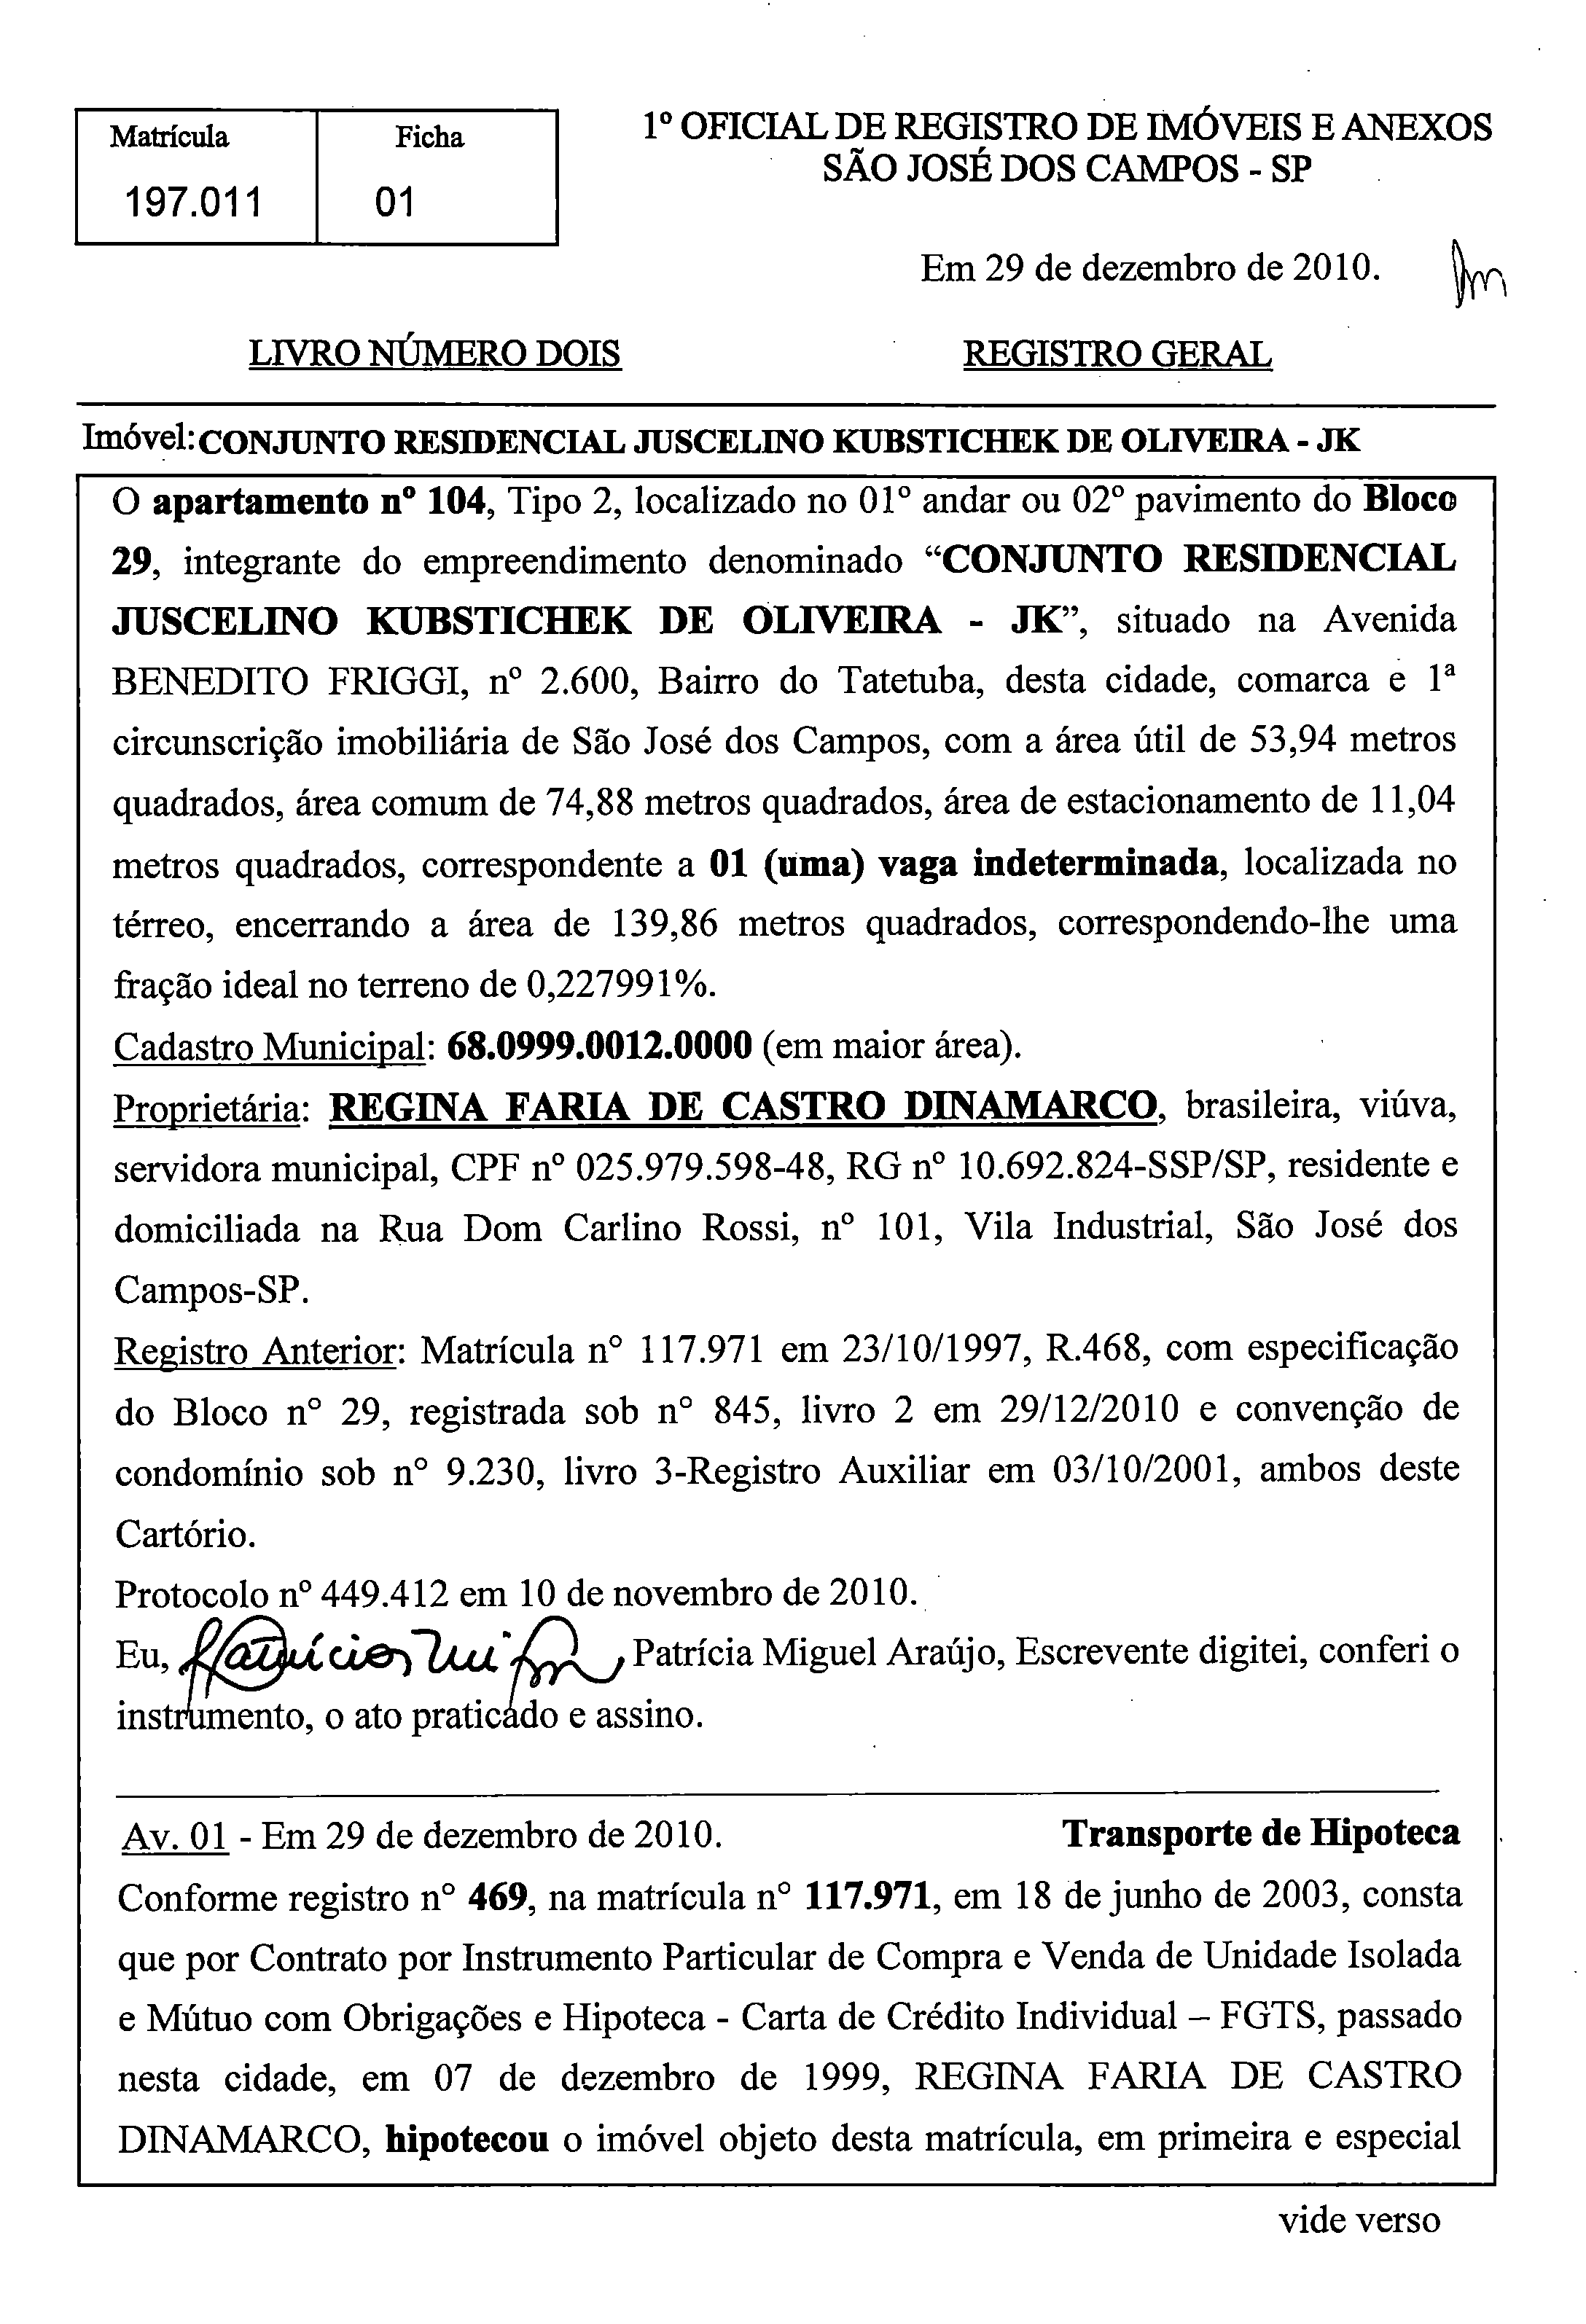 Matrícula Ficha
197.011 01
1º OFICIAL DE REGISTRO DE IMÓVEIS E ANEXOS
SÃO JOSÉ DOS CAMPOS - SP
Em 29 de dezembro de 2010.
LIVRO NÚMERO DOIS REGISTRO GERAL
Imóvel: CONJUNTO RESIDENCIAL JUSCELINO KUBSTICHEK DE OLIVEIRA - JK
O apartamento nº 104, Tipo 2, localizado no 01º andar ou 02º pavimento do Bloco
29, integrante do empreendimento denominado “CONJUNTO RESIDENCIAL
JUSCELINO KUBSTICHEK DE OLIVEIRA - JK”, situado na Avenida
BENEDITO FRIGGI, nº 2.600, Bairro do Tatetuba, desta cidade, comarca e 1ª
circunscrição imobiliária de São José dos Campos, com a área útil de 53,94 metros
quadrados, área comum de 74,88 metros quadrados, área de estacionamento de 11,04
metros quadrados, correspondente a 01 (uma) vaga indeterminada, localizada no
térreo, encerrando a área de 139,86 metros quadrados, correspondendo-lhe uma
fração ideal no terreno de 0,227991%.
Cadastro Municipal: 68.0999.0012.0000 (em maior área).
Proprietária: REGINA FARIA DE CASTRO DINAMARCO, brasileira, viúva,
servidora municipal, CPF nº 025.979.598-48, RG nº 10.692.824-SSP/SP, residente e
domiciliada na Rua Dom Carlino Rossi, nº 101, Vila Industrial, São José dos
Campos-SP.
Registro Anterior: Matrícula nº 117.971 em 23/10/1997, R.468, com especificação
do Bloco nº 29, registrada sob nº 845, livro 2 em 29/12/2010 e convenção de
condomínio sob nº 9.230, livro 3-Registro Auxiliar em 03/10/2001, ambos deste
Cartório.
Protocolo nº 449.412 em 10 de novembro de 2010.
Eu, , Patrícia Miguel Araújo, Escrevente digitei, conferi o
instrumento, o ato praticado e assino.
Av. 01 - Em 29 de dezembro de 2010. Transporte de Hipoteca
Conforme registro nº 469, na matrícula nº 117.971, em 18 de junho de 2003, consta
que por Contrato por Instrumento Particular de Compra e Venda de Unidade Isolada
e Mútuo com Obrigações e Hipoteca - Carta de Crédito Individual – FGTS, passado
nesta cidade, em 07 de dezembro de 1999, REGINA FARIA DE CASTRO
DINAMARCO, hipotecou o imóvel objeto desta matrícula, em primeira e especial
vide verso